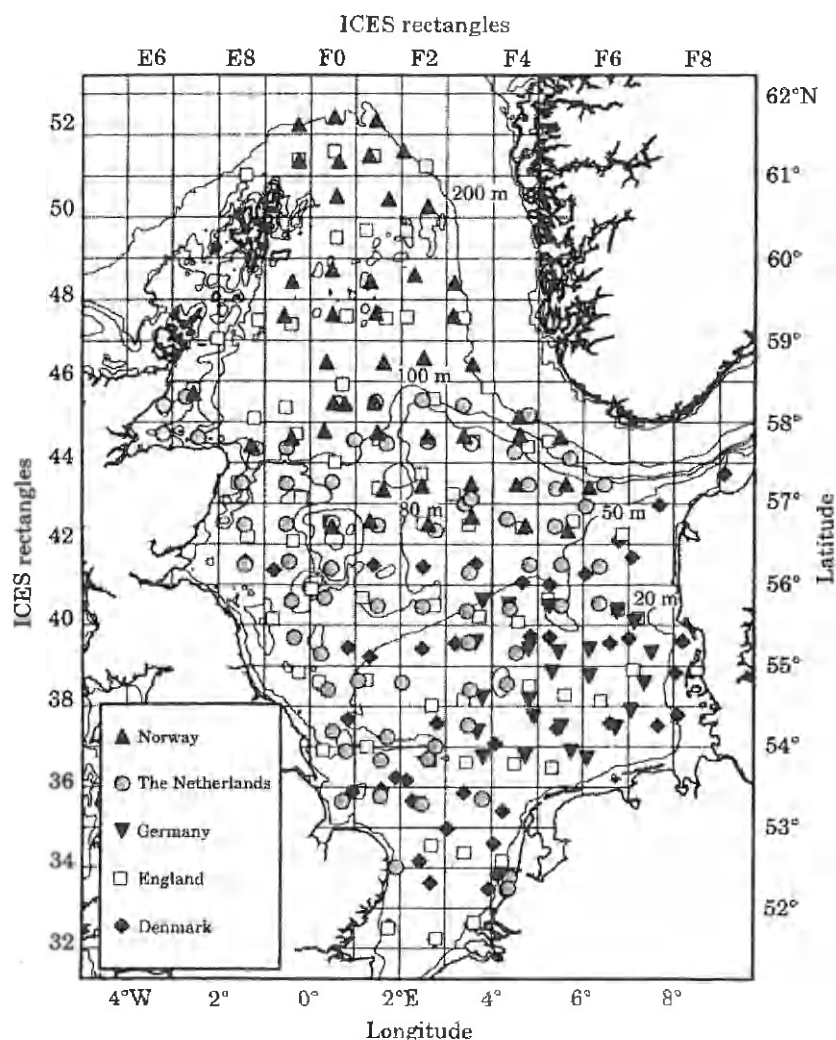 ICES rectangles
E6 E8 F0 F2 F4 F6 F8
62°N
52
61°
200 m
50
60°
48
59°
46
100 m
58°
44
57°
80 m
50 m
42
56°
20 m
40
55°
38
54°
36
53°
34
52°
32
ICES rectangles
Latitude
Norway
The Netherlands
Germany
England
Denmark
4°W 2° 0° 2°E 4° 6° 8°
Longitude